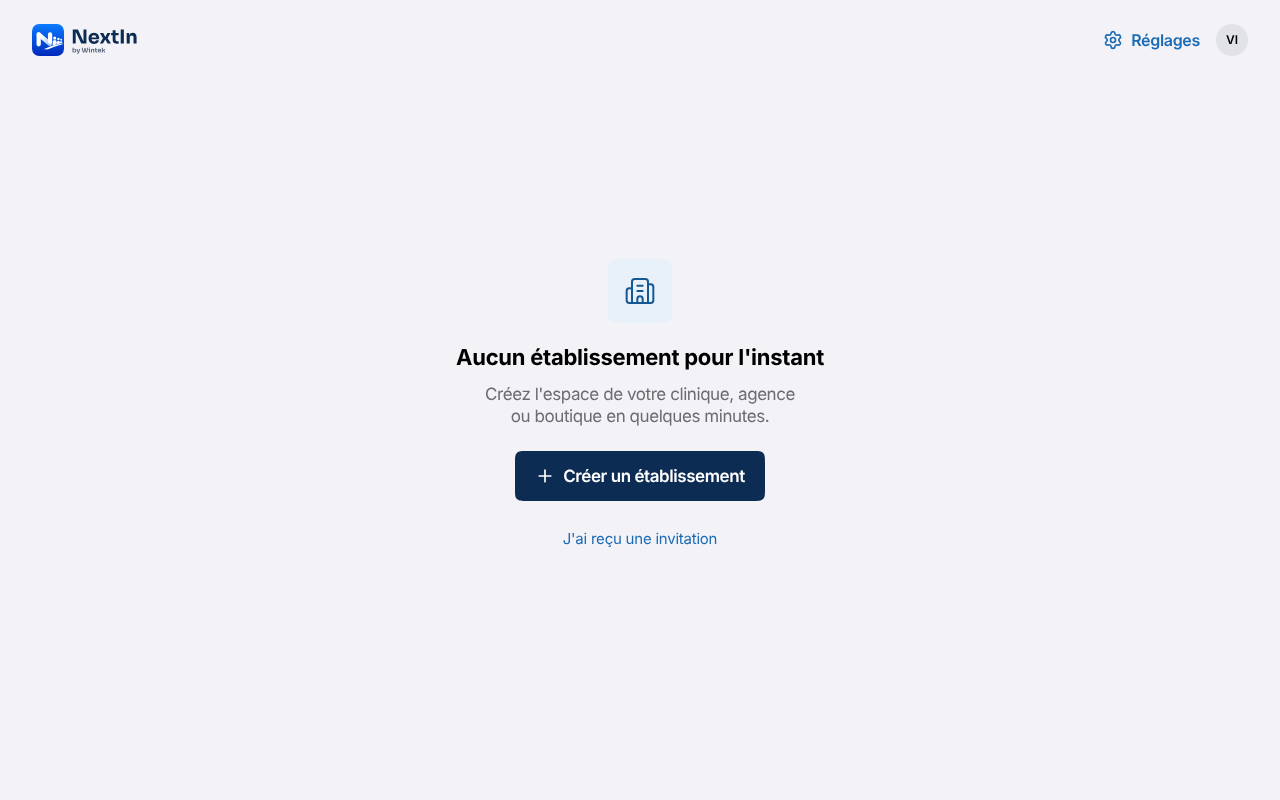 NextIn
by Wintek
Réglages
VI
Aucun établissement pour l'instant
Créez l'espace de votre clinique, agence
ou boutique en quelques minutes.
Créer un établissement
J'ai reçu une invitation